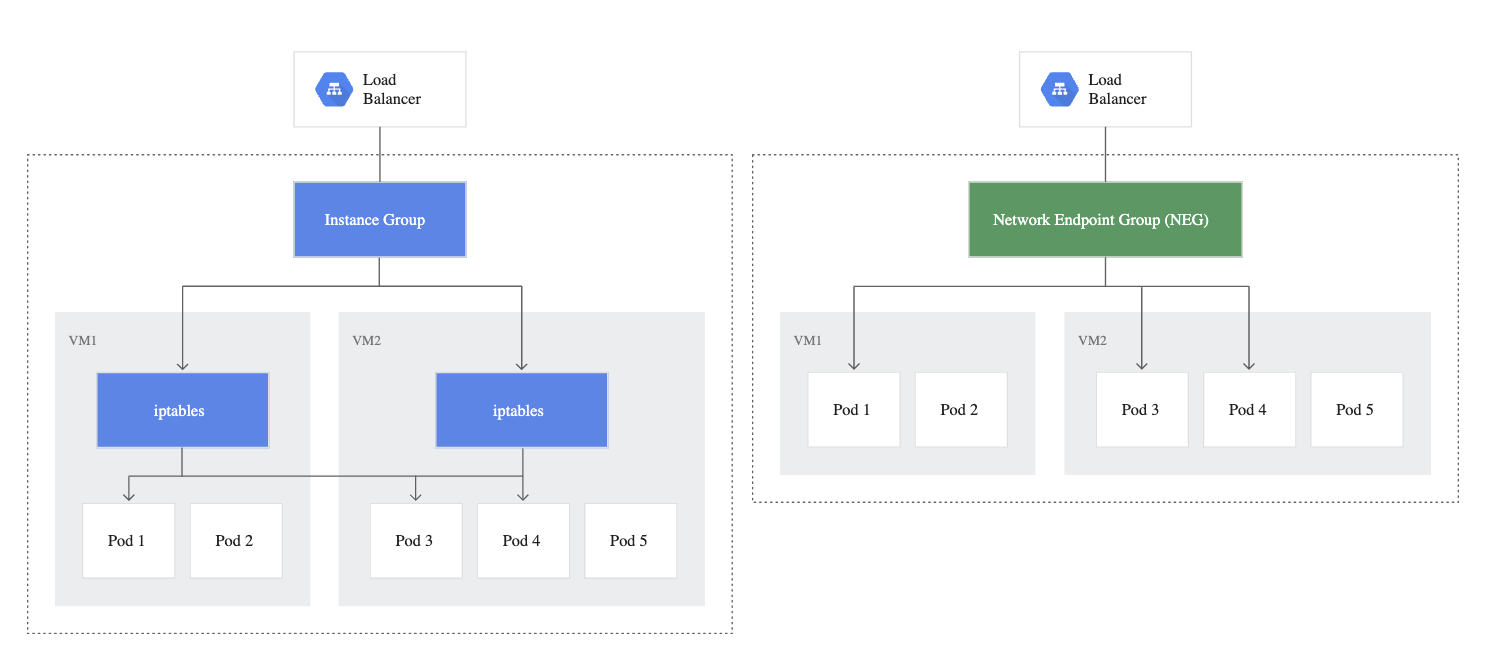 Load
Balancer
Instance Group
VM1
VM2
iptables
iptables
Pod 1
Pod 2
Pod 3
Pod 4
Pod 5
Load
Balancer
Network Endpoint Group (NEG)
VM1
VM2
Pod 1
Pod 2
Pod 3
Pod 4
Pod 5